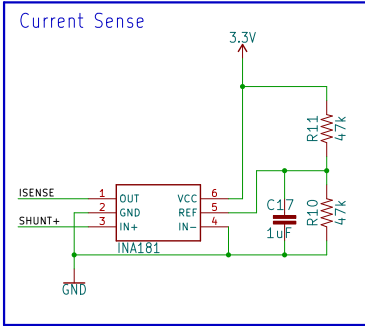 Current Sense
3.3V
R11
47k
ISENSE 1 OUT VCC 6
2 GND REF 5
SHUNT+ 3 IN+ IN- 4
INA181
C17
1uF
R10
47k
GND